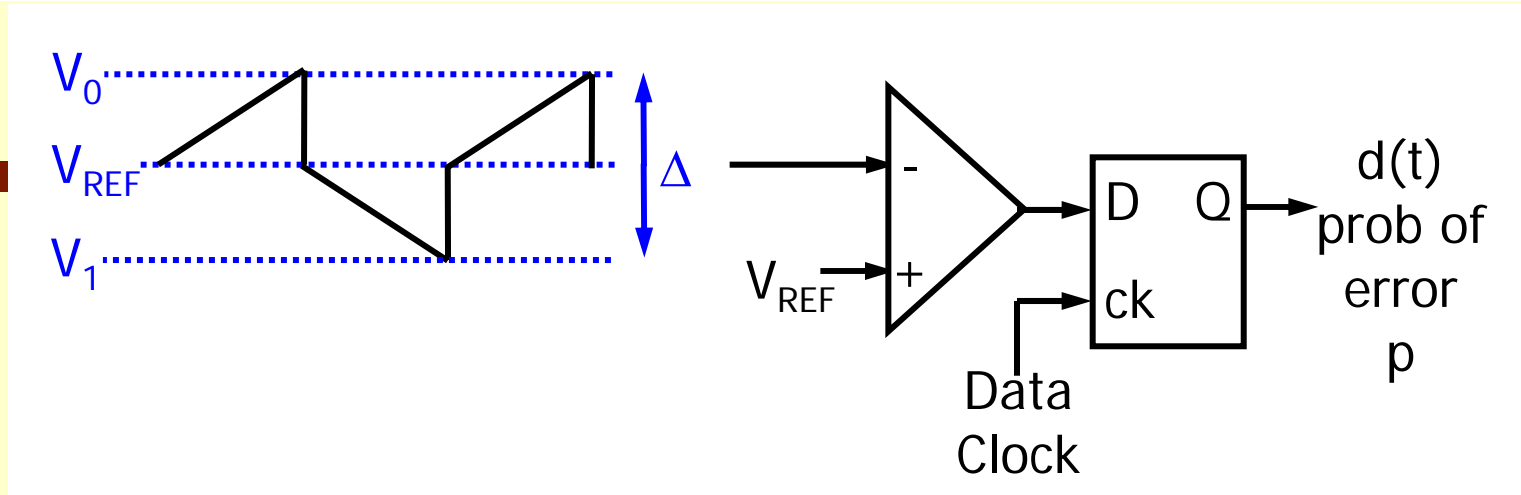 V0
VREF
V1
Δ
-
+
VREF
D Q
ck
Data
Clock
d(t)
prob of
error
p